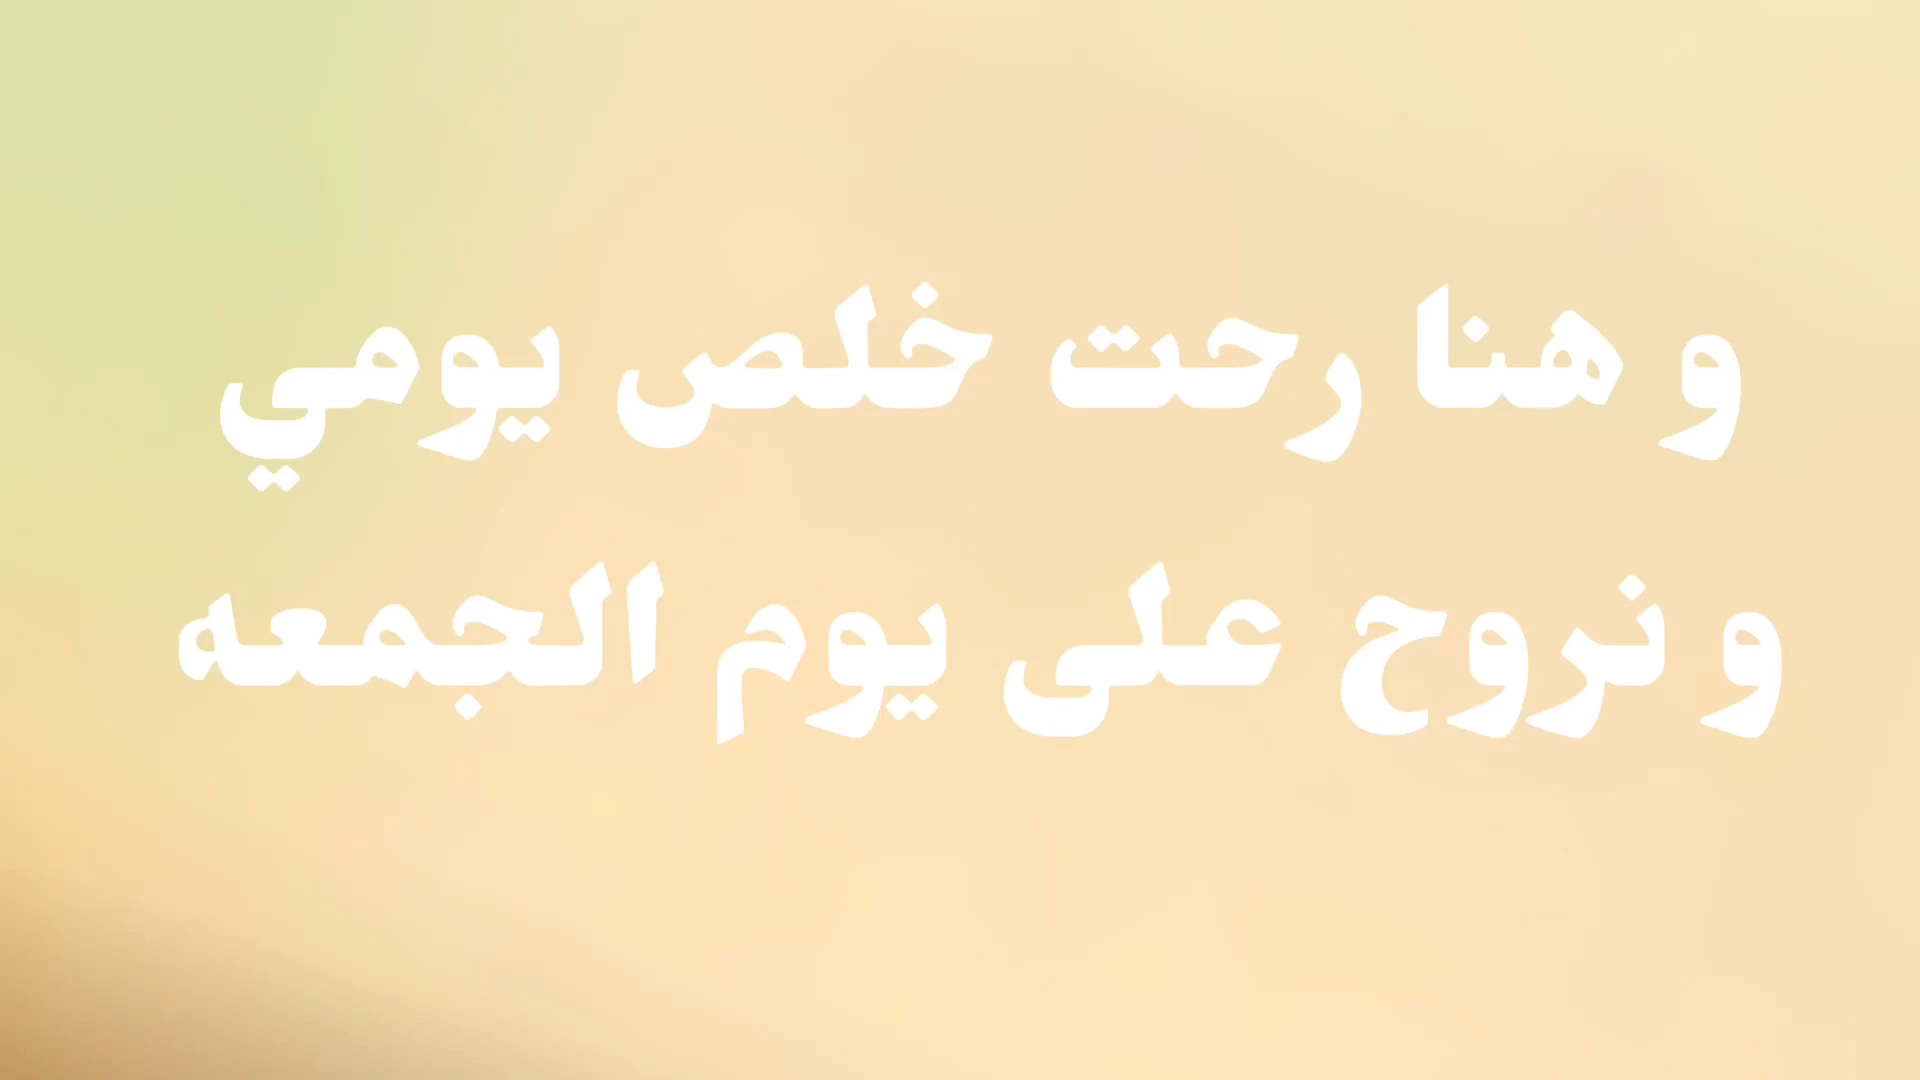 و هنا رحت خلص يومي
و نروح على يوم الجمعه